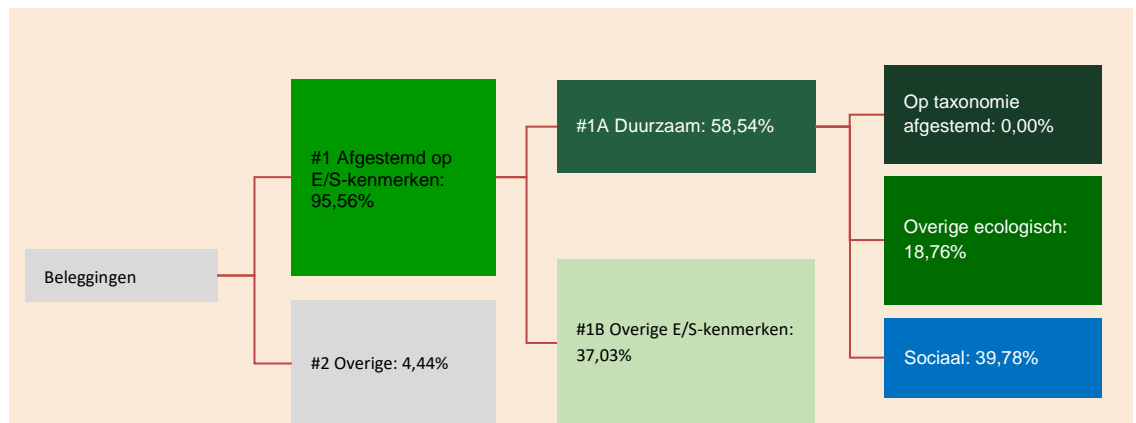 Beleggingen
#1 Afgestemd op
E/S-kenmerken:
95,56%
#2 Overige: 4,44%
#1A Duurzaam: 58,54%
#1B Overige E/S-kenmerken:
37,03%
Op taxonomie
afgestemd: 0,00%
Overige ecologisch:
18,76%
Sociaal: 39,78%